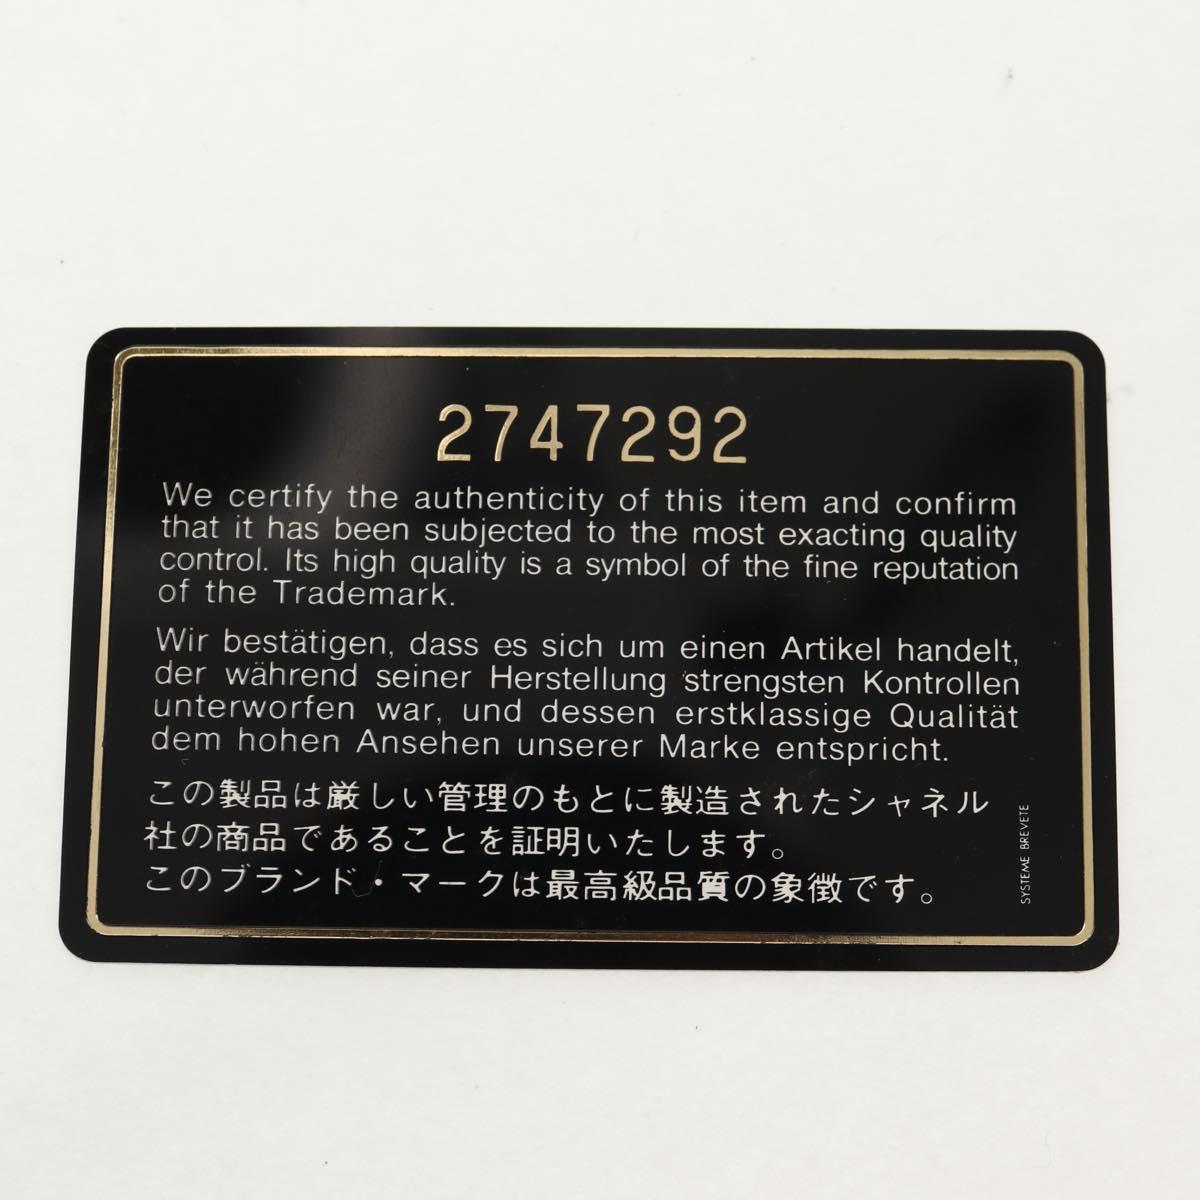 2747292
We certify the authenticity of this item and confirm
that it has been subjected to the most exacting quality
control. Its high quality is a symbol of the fine reputation
of the Trademark.
Wir bestätigen, dass es sich um einen Artikel handelt,
der während seiner Herstellung strengsten Kontrollen
unterworfen war, und dessen erstklassige Qualität
dem hohen Ansehen unserer Marke entspricht.
この製品は厳しい管理のもとに製造されたシャネル
社の商品であることを証明いたします。
このブランド・マークは最高級品質の象徴です。
SYSTEME BREVETE